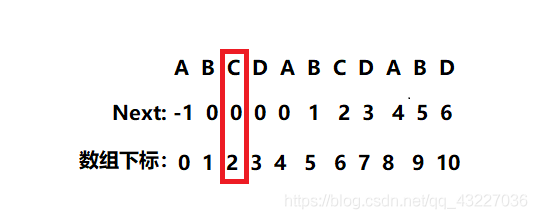 A B C D A B C D A B D
Next: -1 0 0 0 0 1 2 3 4 5 6
数组下标：0 1 2 3 4 5 6 7 8 9 10
https://blog.csdn.net/qq_43227036